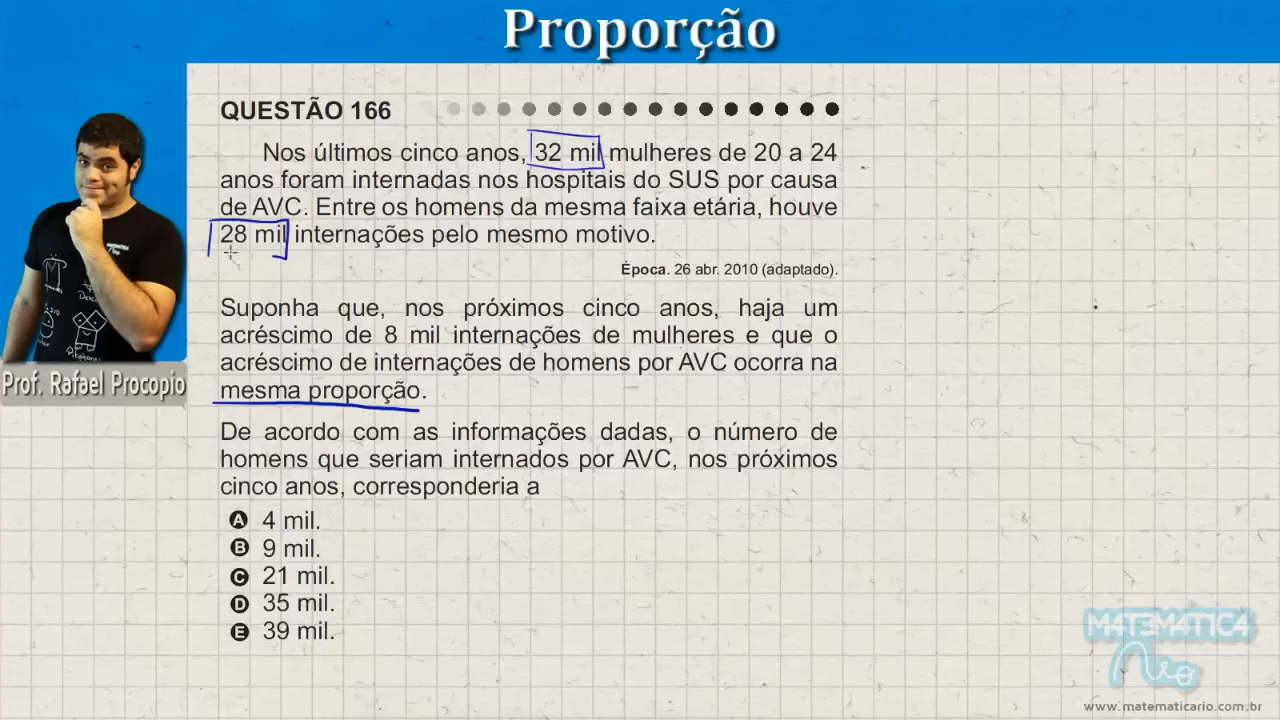 Proporção
QUESTÃO 166
Nos últimos cinco anos, 32 mil mulheres de 20 a 24
anos foram internadas nos hospitais do SUS por causa
de AVC. Entre os homens da mesma faixa etária, houve
28 mil internações pelo mesmo motivo.
Época. 26 abr. 2010 (adaptado).
Suponha que, nos próximos cinco anos, haja um
acréscimo de 8 mil internações de mulheres e que o
acréscimo de internações de homens por AVC ocorra na
mesma proporção.
De acordo com as informações dadas, o número de
homens que seriam internados por AVC, nos próximos
cinco anos, corresponderia a
A 4 mil.
B 9 mil.
C 21 mil.
D 35 mil.
E 39 mil.
Prof. Rafael Procopio
MATEMÁTICA
M4T3M4T1C4
Rio
www.matematicario.com.br